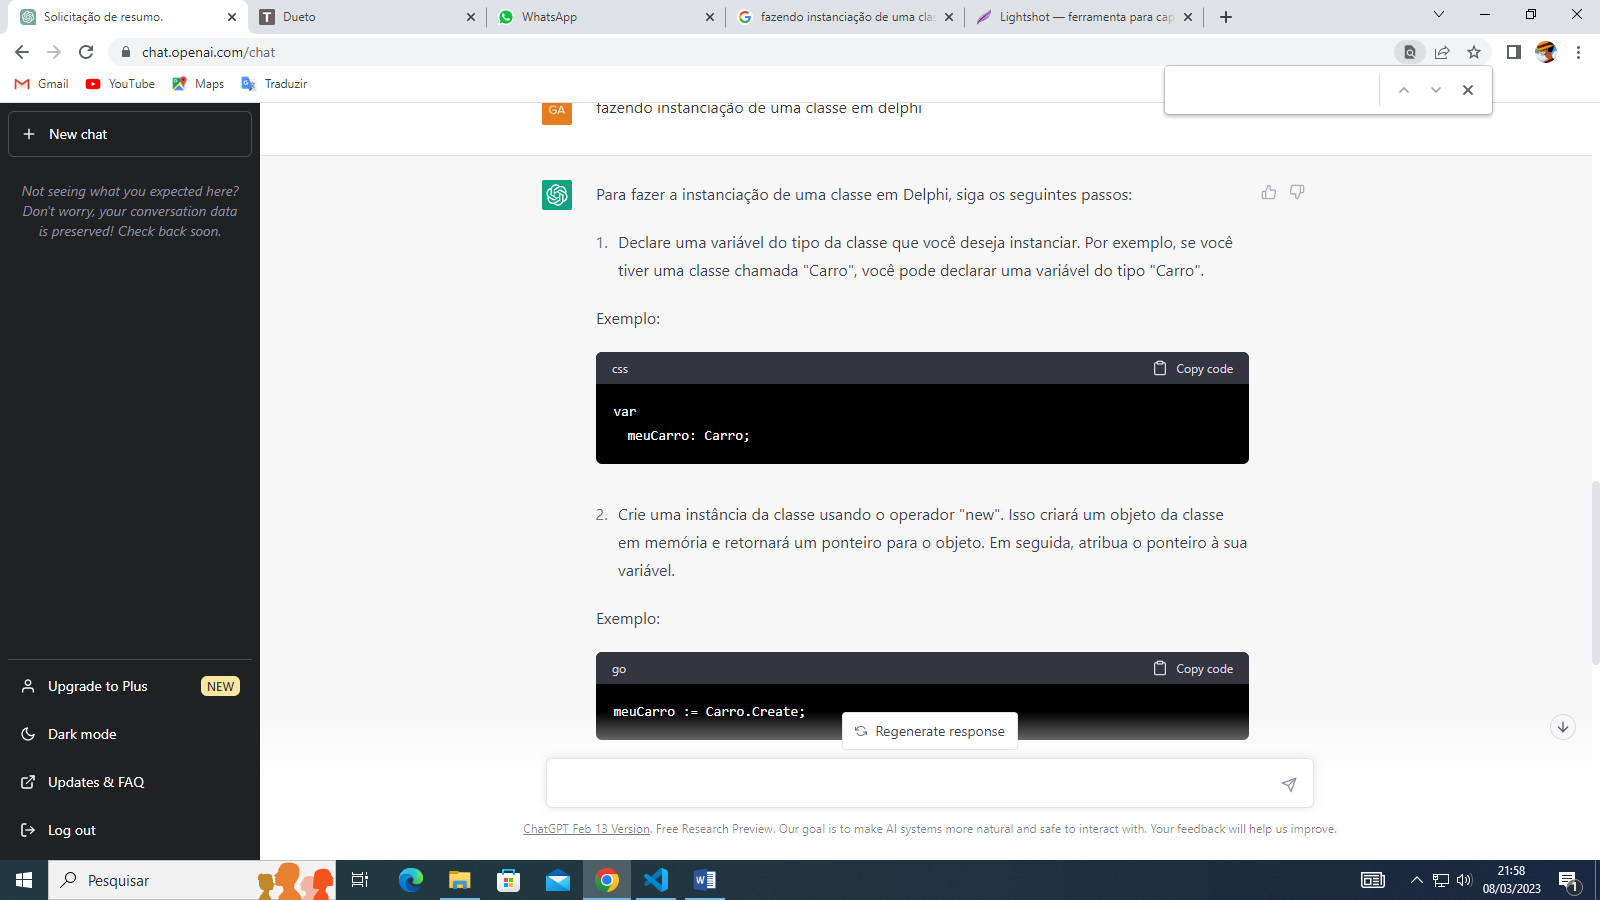 Solicitação de resumo.
Dueto
WhatsApp
fazendo instanciação de uma cla
Lightshot — ferramenta para cap
chat.openai.com/chat
Gmail
YouTube
Maps
Traduzir
New chat
Not seeing what you expected here?
Don't worry, your conversation data
is preserved! Check back soon.
Upgrade to Plus
NEW
Dark mode
Updates & FAQ
Log out
GA
fazendo instanciação de uma classe em delphi
Para fazer a instanciação de uma classe em Delphi, siga os seguintes passos:
1. Declare uma variável do tipo da classe que você deseja instanciar. Por exemplo, se você
tiver uma classe chamada "Carro", você pode declarar uma variável do tipo "Carro".
Exemplo:
css
Copy code
var
meuCarro: Carro;
2. Crie uma instância da classe usando o operador "new". Isso criará um objeto da classe
em memória e retornará um ponteiro para o objeto. Em seguida, atribua o ponteiro à sua
variável.
Exemplo:
go
Copy code
meuCarro := Carro.Create;
Regenerate response
ChatGPT Feb 13 Version. Free Research Preview. Our goal is to make AI systems more natural and safe to interact with. Your feedback will help us improve.
Pesquisar
21:58
08/03/2023
1